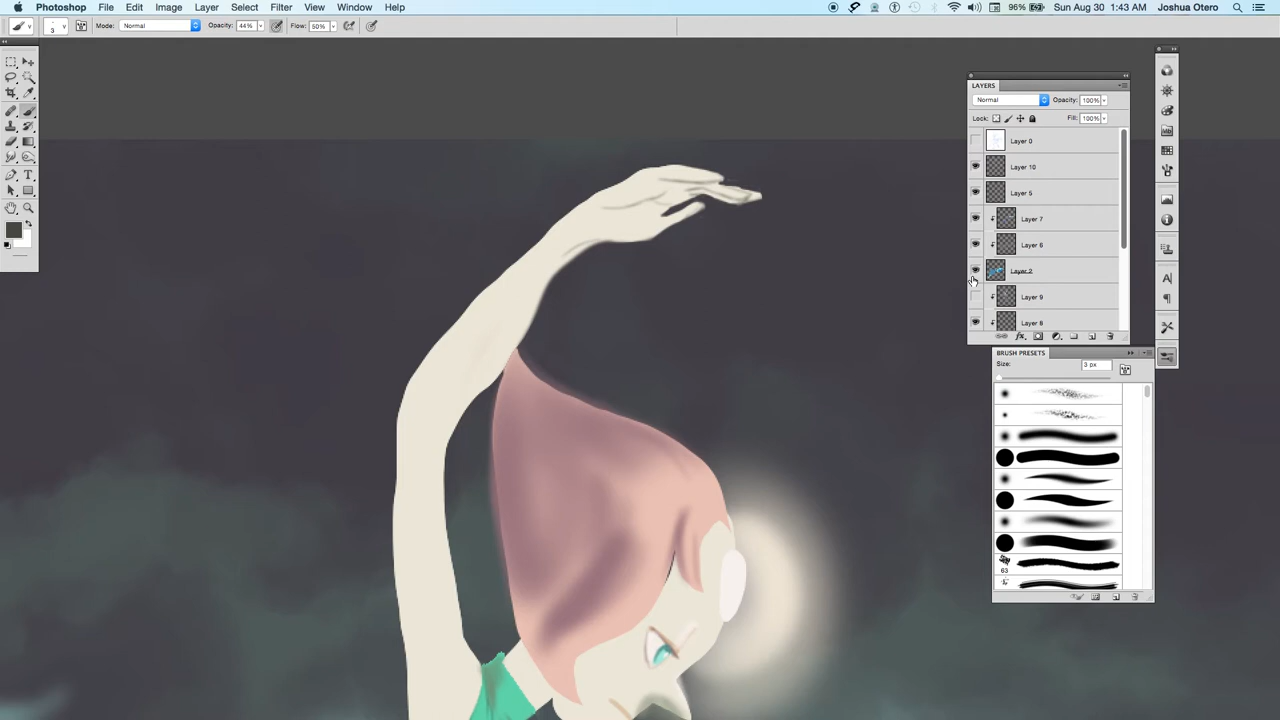 Photoshop File Edit Image Layer Select Filter View Window Help 96% Sun Aug 30 1:43 AM Joshua Otero
3 Mode: Normal Opacity: 44% Flow: 50%
LAYERS
Normal Opacity: 100%
Lock: Fill: 100%
Layer 0
Layer 10
Layer 5
Layer 7
Layer 6
Layer 2
Layer 9
Layer 8
BRUSH PRESETS
Size: 3 px
63